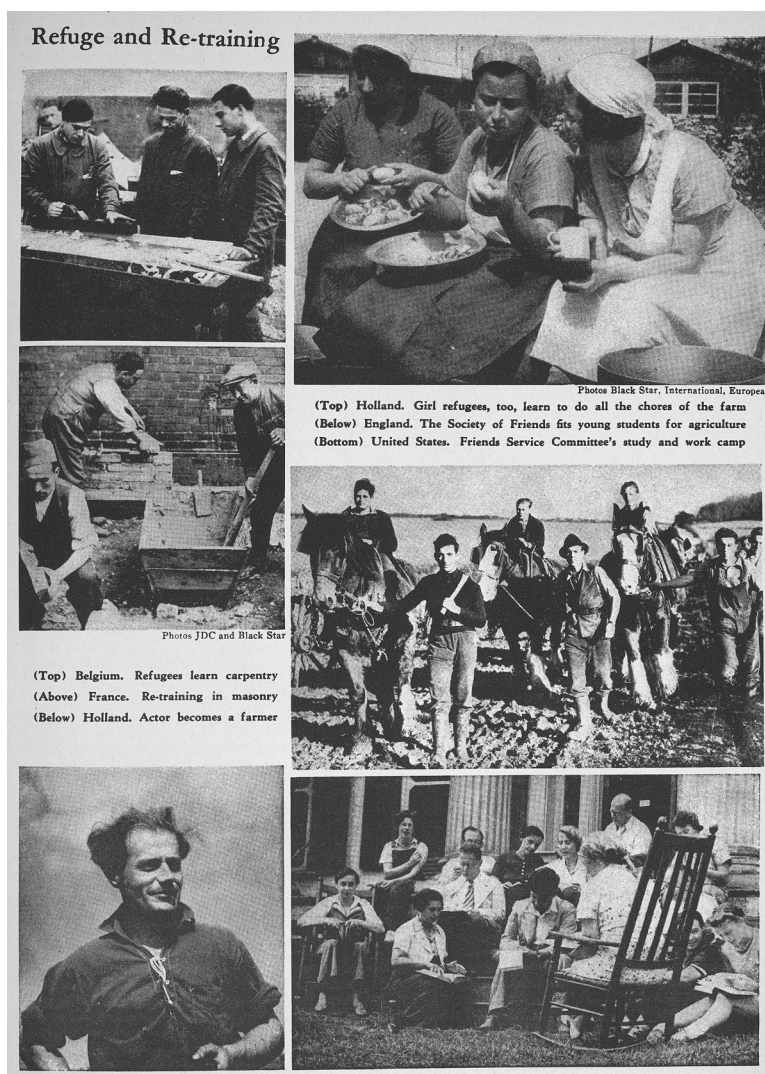 Refuge and Re-training
Photos Black Star, International, Europea
(Top) Holland. Girl refugees, too, learn to do all the chores of the farm
(Below) England. The Society of Friends fits young students for agriculture
(Bottom) United States. Friends Service Committee's study and work camp
Photos JDC and Black Star
(Top) Belgium. Refugees learn carpentry
(Above) France. Re-training in masonry
(Below) Holland. Actor becomes a farmer